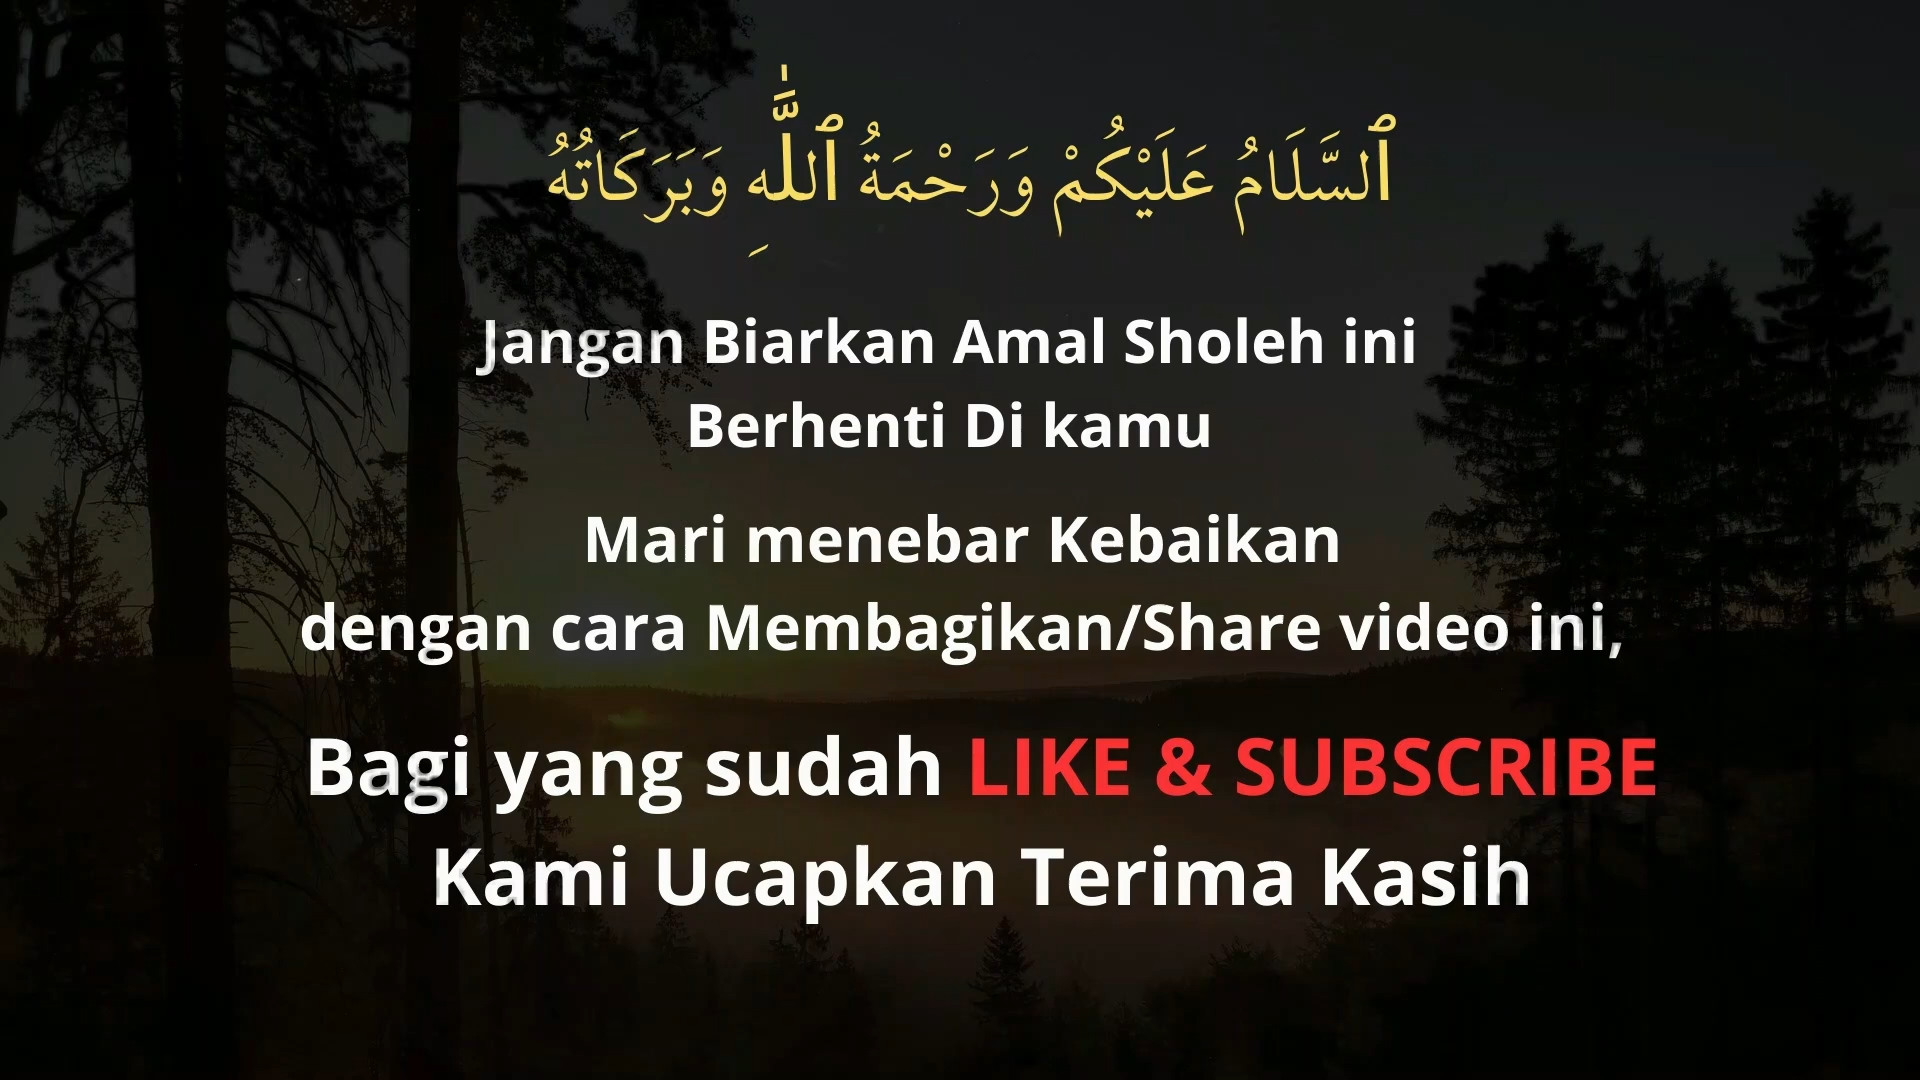 ٱلسَّلَامُ عَلَيْكُمْ وَرَحْمَةُ ٱللَّٰهِ وَبَرَكَاتُهُ
Jangan Biarkan Amal Sholeh ini
Berhenti Di kamu
Mari menebar Kebaikan
dengan cara Membagikan/Share video ini,
Bagi yang sudah LIKE & SUBSCRIBE
Kami Ucapkan Terima Kasih